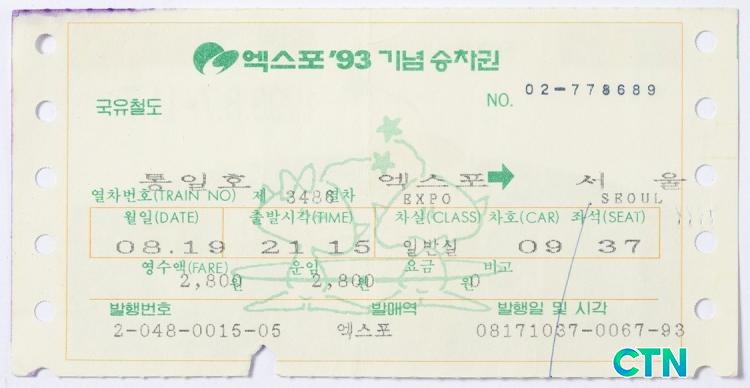 엑스포 '93 기념 승차권
국유철도
NO. 02-778689
통일호 엑스포 서 울
열차번호(TRAIN NO) 제 3486 열차 EXPO SEOUL
월일(DATE) 출발시각(TIME) 차실(CLASS) 차호(CAR) 좌석(SEAT)
08.19 21 15 일반실 09 37
영수액(FARE) 운임 요금 비고
2,800원 2,800원 0원
발행번호 발매역 발행일 및 시각
2-048-0015-05 엑스포 08171037-0067-93
CTN